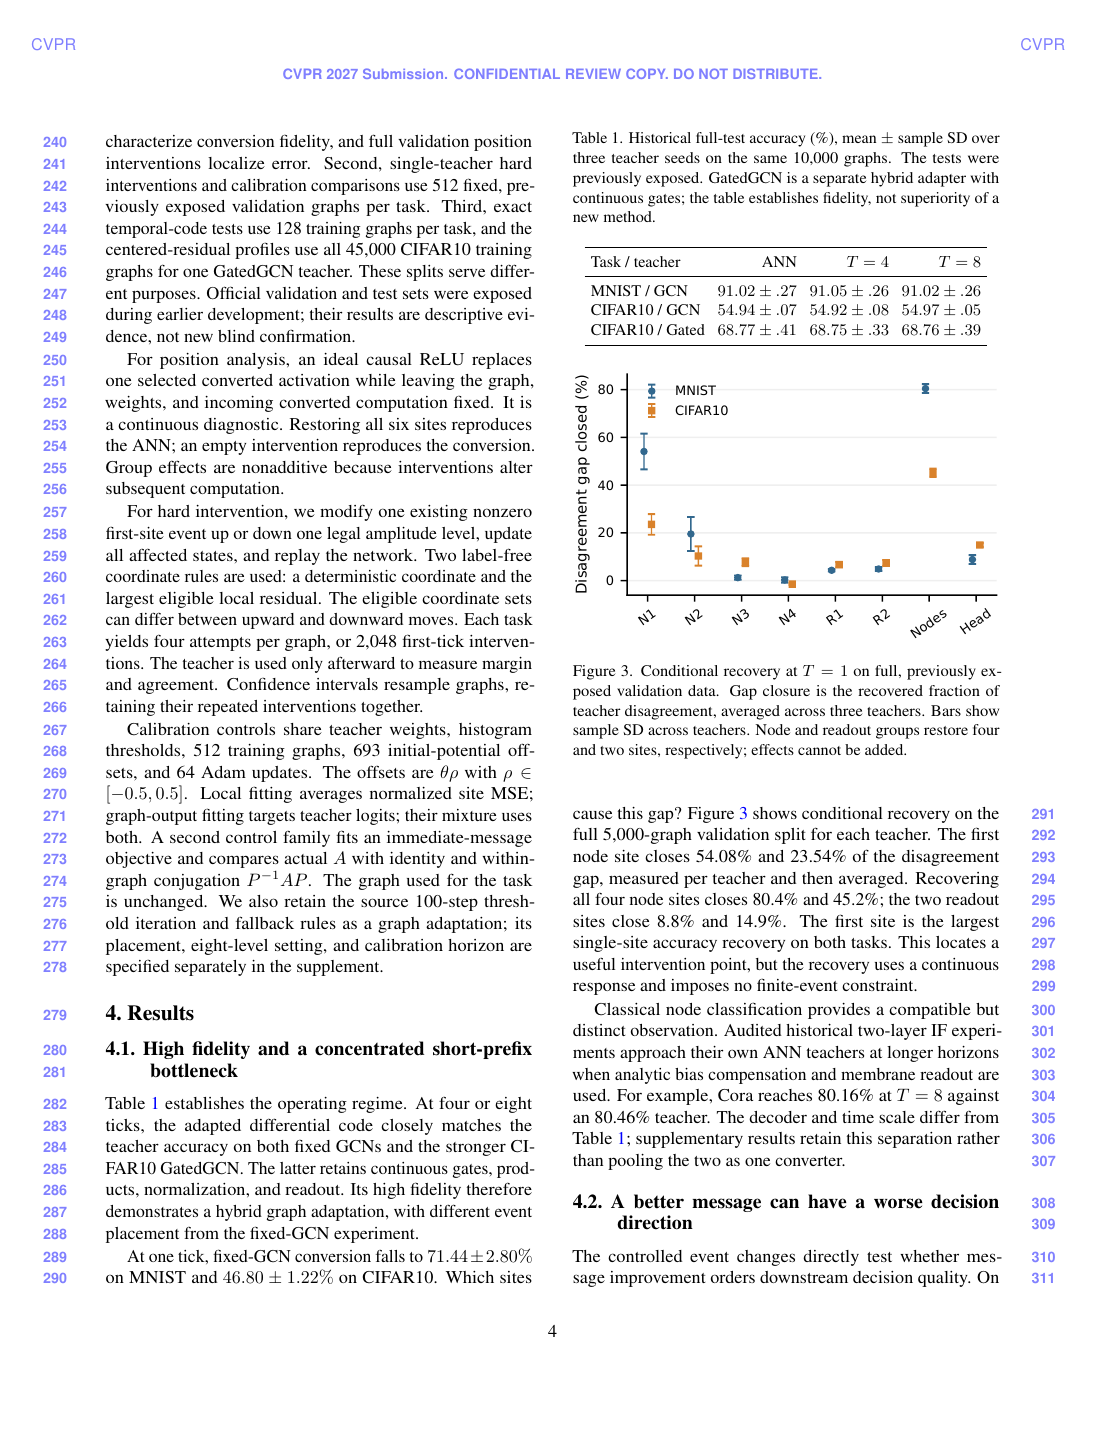 CVPR
CVPR
CVPR 2027 Submission. CONFIDENTIAL REVIEW COPY. DO NOT DISTRIBUTE.
240 characterize conversion fidelity, and full validation position
241 interventions localize error. Second, single-teacher hard
242 interventions and calibration comparisons use 512 fixed, pre-
243 viously exposed validation graphs per task. Third, exact
244 temporal-code tests use 128 training graphs per task, and the
245 centered-residual profiles use all 45,000 CIFAR10 training
246 graphs for one GatedGCN teacher. These splits serve differ-
247 ent purposes. Official validation and test sets were exposed
248 during earlier development; their results are descriptive evi-
249 dence, not new blind confirmation.
250 For position analysis, an ideal causal ReLU replaces
251 one selected converted activation while leaving the graph,
252 weights, and incoming converted computation fixed. It is
253 a continuous diagnostic. Restoring all six sites reproduces
254 the ANN; an empty intervention reproduces the conversion.
255 Group effects are nonadditive because interventions alter
256 subsequent computation.
257 For hard intervention, we modify one existing nonzero
258 first-site event up or down one legal amplitude level, update
259 all affected states, and replay the network. Two label-free
260 coordinate rules are used: a deterministic coordinate and the
261 largest eligible local residual. The eligible coordinate sets
262 can differ between upward and downward moves. Each task
263 yields four attempts per graph, or 2,048 first-tick interven-
264 tions. The teacher is used only afterward to measure margin
265 and agreement. Confidence intervals resample graphs, re-
266 taining their repeated interventions together.
267 Calibration controls share teacher weights, histogram
268 thresholds, 512 training graphs, 693 initial-potential off-
269 sets, and 64 Adam updates. The offsets are θρ with ρ ∈
270 [−0.5, 0.5]. Local fitting averages normalized site MSE;
271 graph-output fitting targets teacher logits; their mixture uses
272 both. A second control family fits an immediate-message
273 objective and compares actual A with identity and within-
274 graph conjugation P⁻¹AP. The graph used for the task
275 is unchanged. We also retain the source 100-step thresh-
276 old iteration and fallback rules as a graph adaptation; its
277 placement, eight-level setting, and calibration horizon are
278 specified separately in the supplement.
279 4. Results
280 4.1. High fidelity and a concentrated short-prefix
281 bottleneck
282 Table 1 establishes the operating regime. At four or eight
283 ticks, the adapted differential code closely matches the
284 teacher accuracy on both fixed GCNs and the stronger CI-
285 FAR10 GatedGCN. The latter retains continuous gates, prod-
286 ucts, normalization, and readout. Its high fidelity therefore
287 demonstrates a hybrid graph adaptation, with different event
288 placement from the fixed-GCN experiment.
289 At one tick, fixed-GCN conversion falls to 71.44±2.80%
290 on MNIST and 46.80 ± 1.22% on CIFAR10. Which sites
Table 1. Historical full-test accuracy (%), mean ± sample SD over
three teacher seeds on the same 10,000 graphs. The tests were
previously exposed. GatedGCN is a separate hybrid adapter with
continuous gates; the table establishes fidelity, not superiority of a
new method.
Task / teacher ANN T = 4 T = 8
MNIST / GCN 91.02 ± .27 91.05 ± .26 91.02 ± .26
CIFAR10 / GCN 54.94 ± .07 54.92 ± .08 54.97 ± .05
CIFAR10 / Gated 68.77 ± .41 68.75 ± .33 68.76 ± .39
Disagreement gap closed (%)
80
60
40
20
0
MNIST
CIFAR10
N1 N2 N3 N4 R1 R2 Nodes Head
Figure 3. Conditional recovery at T = 1 on full, previously ex-
posed validation data. Gap closure is the recovered fraction of
teacher disagreement, averaged across three teachers. Bars show
sample SD across teachers. Node and readout groups restore four
and two sites, respectively; effects cannot be added.
cause this gap? Figure 3 shows conditional recovery on the 291
full 5,000-graph validation split for each teacher. The first 292
node site closes 54.08% and 23.54% of the disagreement 293
gap, measured per teacher and then averaged. Recovering 294
all four node sites closes 80.4% and 45.2%; the two readout 295
sites close 8.8% and 14.9%. The first site is the largest 296
single-site accuracy recovery on both tasks. This locates a 297
useful intervention point, but the recovery uses a continuous 298
response and imposes no finite-event constraint. 299
Classical node classification provides a compatible but 300
distinct observation. Audited historical two-layer IF experi- 301
ments approach their own ANN teachers at longer horizons 302
when analytic bias compensation and membrane readout are 303
used. For example, Cora reaches 80.16% at T = 8 against 304
an 80.46% teacher. The decoder and time scale differ from 305
Table 1; supplementary results retain this separation rather 306
than pooling the two as one converter. 307
4.2. A better message can have a worse decision 308
direction 309
The controlled event changes directly test whether mes- 310
sage improvement orders downstream decision quality. On 311
4